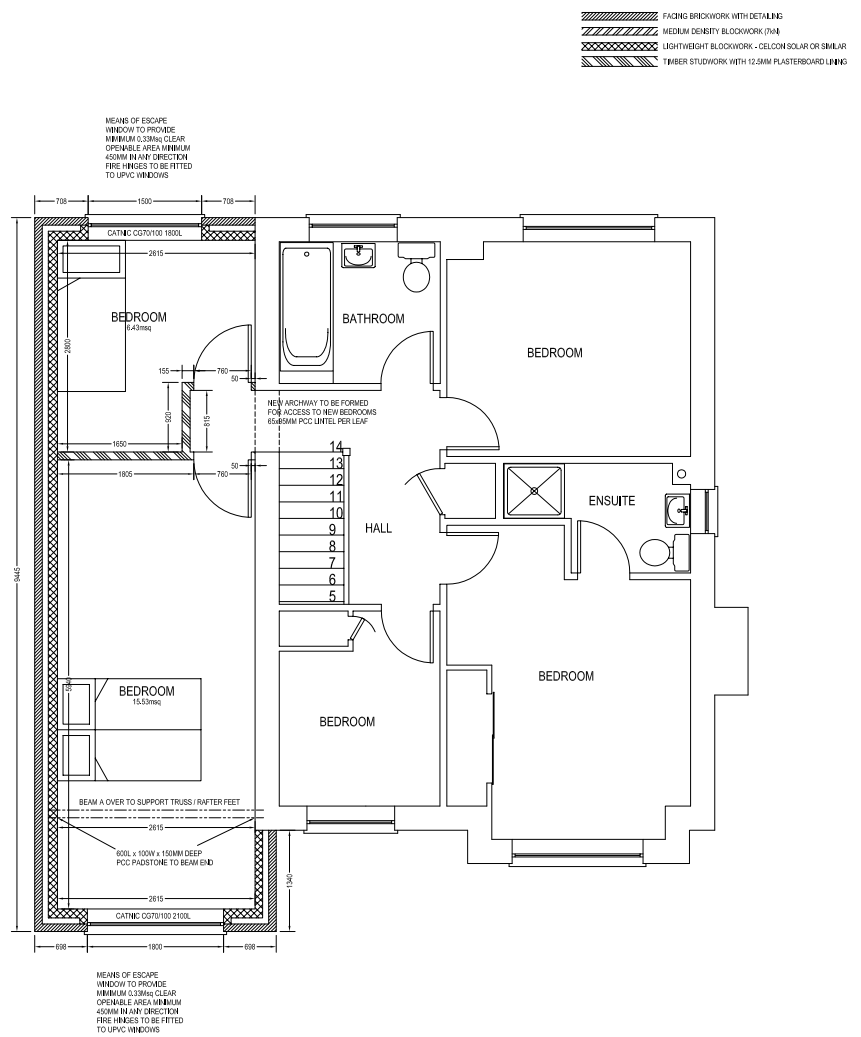 FACING BRICKWORK WITH DETAILING
MEDIUM DENSITY BLOCKWORK (7kN)
LIGHTWEIGHT BLOCKWORK - CELCON SOLAR OR SIMILAR
TIMBER STUDWORK WITH 12.5MM PLASTERBOARD LINING
MEANS OF ESCAPE
WINDOW TO PROVIDE
MIMIMUM 0.33Msq CLEAR
OPENABLE AREA MINIMUM
450MM IN ANY DIRECTION
FIRE HINGES TO BE FITTED
TO UPVC WINDOWS
708
1500
708
CATNIC CG70/100 1800L
2615
BEDROOM
6.43msq
2800
155
760
50
920
815
1650
1805
760
50
BATHROOM
BEDROOM
NEW ARCHWAY TO BE FORMED
FOR ACCESS TO NEW BEDROOMS
65x95MM PCC LINTEL PER LEAF
14
13
12
11
10
9
8
7
6
5
HALL
ENSUITE
9445
5940
BEDROOM
15.53msq
BEDROOM
BEDROOM
BEAM A OVER TO SUPPORT TRUSS / RAFTER FEET
2615
600L x 100W x 150MM DEEP
PCC PADSTONE TO BEAM END
1340
2615
CATNIC CG70/100 2100L
698
1800
698
MEANS OF ESCAPE
WINDOW TO PROVIDE
MIMIMUM 0.33Msq CLEAR
OPENABLE AREA MINIMUM
450MM IN ANY DIRECTION
FIRE HINGES TO BE FITTED
TO UPVC WINDOWS